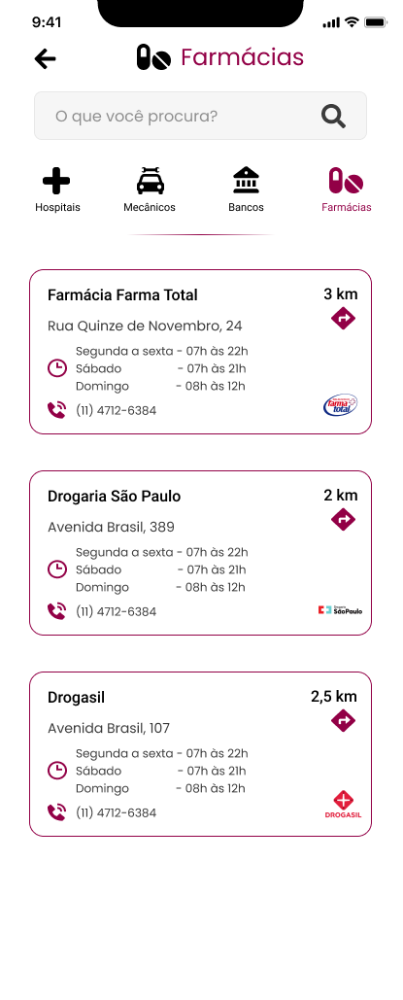 9:41
Farmácias
O que você procura?
Hospitais
Mecânicos
Bancos
Farmácias
Farmácia Farma Total
3 km
Rua Quinze de Novembro, 24
Segunda a sexta - 07h às 22h
Sábado - 07h às 21h
Domingo - 08h às 12h
(11) 4712-6384
farma
total
Drogaria São Paulo
2 km
Avenida Brasil, 389
Segunda a sexta - 07h às 22h
Sábado - 07h às 21h
Domingo - 08h às 12h
(11) 4712-6384
SãoPaulo
Drogasil
2,5 km
Avenida Brasil, 107
Segunda a sexta - 07h às 22h
Sábado - 07h às 21h
Domingo - 08h às 12h
(11) 4712-6384
DROGASIL